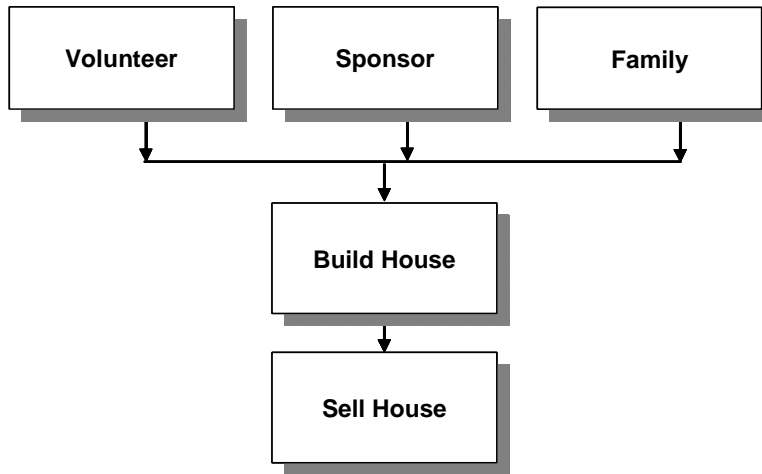 Volunteer
Sponsor
Family
Build House
Sell House